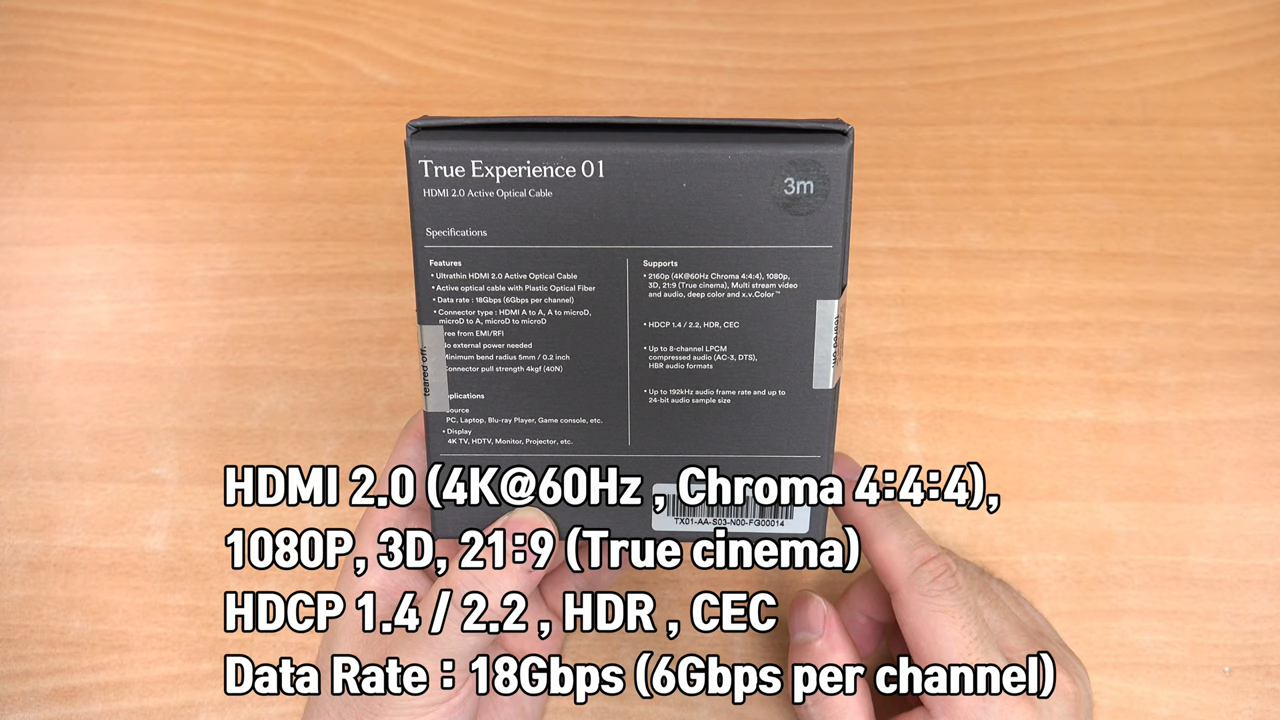 True Experience 01
3m
HDMI 2.0 Active Optical Cable
Specifications
Features
• Ultrathin HDMI 2.0 Active Optical Cable
• Active optical cable with Plastic Optical Fiber
• Data rate : 18Gbps (6Gbps per channel)
• Connector type : HDMI A to A, A to microD,
microD to A, microD to microD
ree from EMI/RFI
o external power needed
inimum bend radius 5mm / 0.2 inch
onnector pull strength 4kgf (40N)
plications
ource
PC, Laptop, Blu-ray Player, Game console, etc.
• Display
4K TV, HDTV, Monitor, Projector, etc.
Supports
• 2160p (4K@60Hz Chroma 4:4:4), 1080p,
3D, 21:9 (True cinema), Multi stream video
and audio, deep color and x.v.Color™
• HDCP 1.4 / 2.2, HDR, CEC
• Up to 8-channel LPCM
compressed audio (AC-3, DTS),
HBR audio formats
• Up to 192kHz audio frame rate and up to
24-bit audio sample size
teared off.
TX01-AA-S03-N00-FG00014
HDMI 2.0 (4K@60Hz , Chroma 4:4:4),
1080P, 3D, 21:9 (True cinema)
HDCP 1.4 / 2.2 , HDR , CEC
Data Rate : 18Gbps (6Gbps per channel)